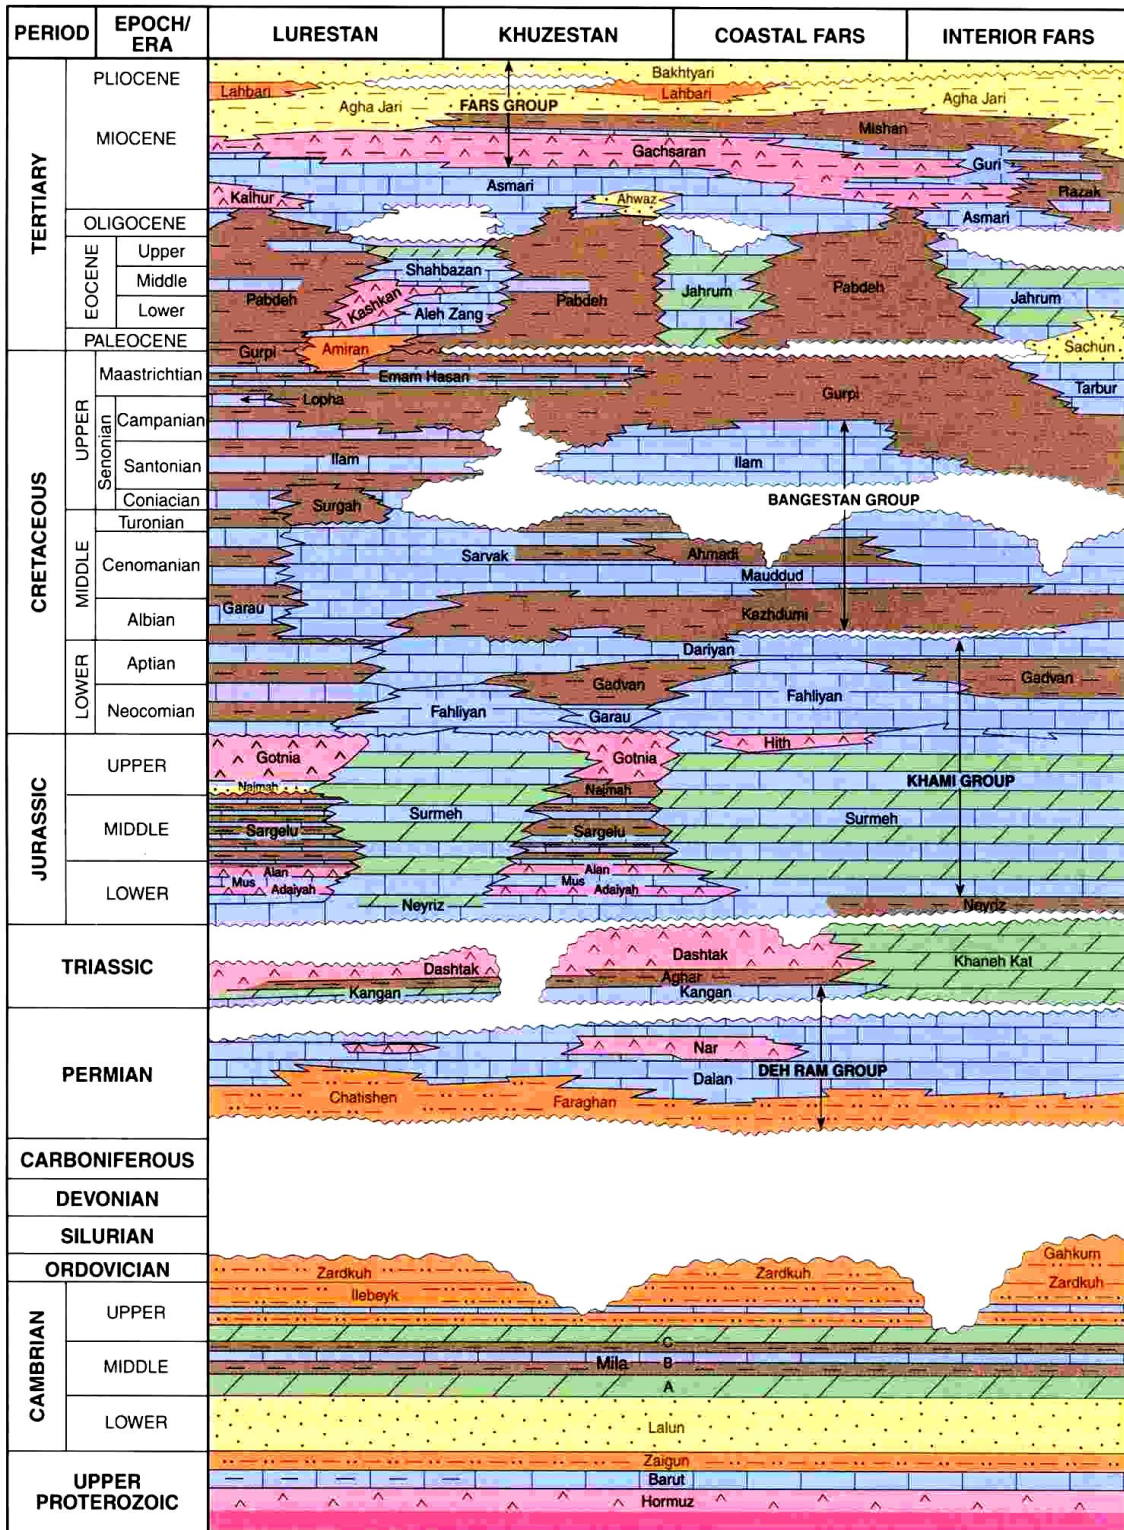 PERIOD
EPOCH/
ERA
LURESTAN
KHUZESTAN
COASTAL FARS
INTERIOR FARS
TERTIARY
PLIOCENE
MIOCENE
OLIGOCENE
EOCENE
Upper
Middle
Lower
PALEOCENE
CRETACEOUS
UPPER
Maastrichtian
Senonian
Campanian
Santonian
Coniacian
MIDDLE
Turonian
Cenomanian
Albian
LOWER
Aptian
Neocomian
JURASSIC
UPPER
MIDDLE
LOWER
TRIASSIC
PERMIAN
CARBONIFEROUS
DEVONIAN
SILURIAN
ORDOVICIAN
CAMBRIAN
UPPER
MIDDLE
LOWER
UPPER
PROTEROZOIC
Bakhtyari
Lahbari
Lahbari
Agha Jari
FARS GROUP
Agha Jari
Mishan
Gachsaran
Guri
Asmari
Kalhur
Ahwaz
Razak
Asmari
Shahbazan
Pabdeh
Kashkan
Aleh Zang
Pabdeh
Jahrum
Pabdeh
Jahrum
Gurpi
Amiran
Sachun
Emam Hasan
Tarbur
Lopha
Gurpi
Ilam
Ilam
Surgah
BANGESTAN GROUP
Sarvak
Ahmadi
Mauddud
Garau
Kazhdumi
Dariyan
Gadvan
Gadvan
Fahliyan
Garau
Fahliyan
Gotnia
Gotnia
Hith
Najmah
Najmah
KHAMI GROUP
Sargelu
Surmeh
Sargelu
Surmeh
Alan
Mus
Adaiyah
Alan
Mus
Adaiyah
Neyriz
Neyriz
Dashtak
Dashtak
Aghar
Khaneh Kat
Kangan
Kangan
Nar
Dalan
DEH RAM GROUP
Chatishen
Faraghan
Gahkum
Zardkuh
Zardkuh
Zardkuh
Ilebeyk
C
Mila
B
A
Lalun
Zaigun
Barut
Hormuz